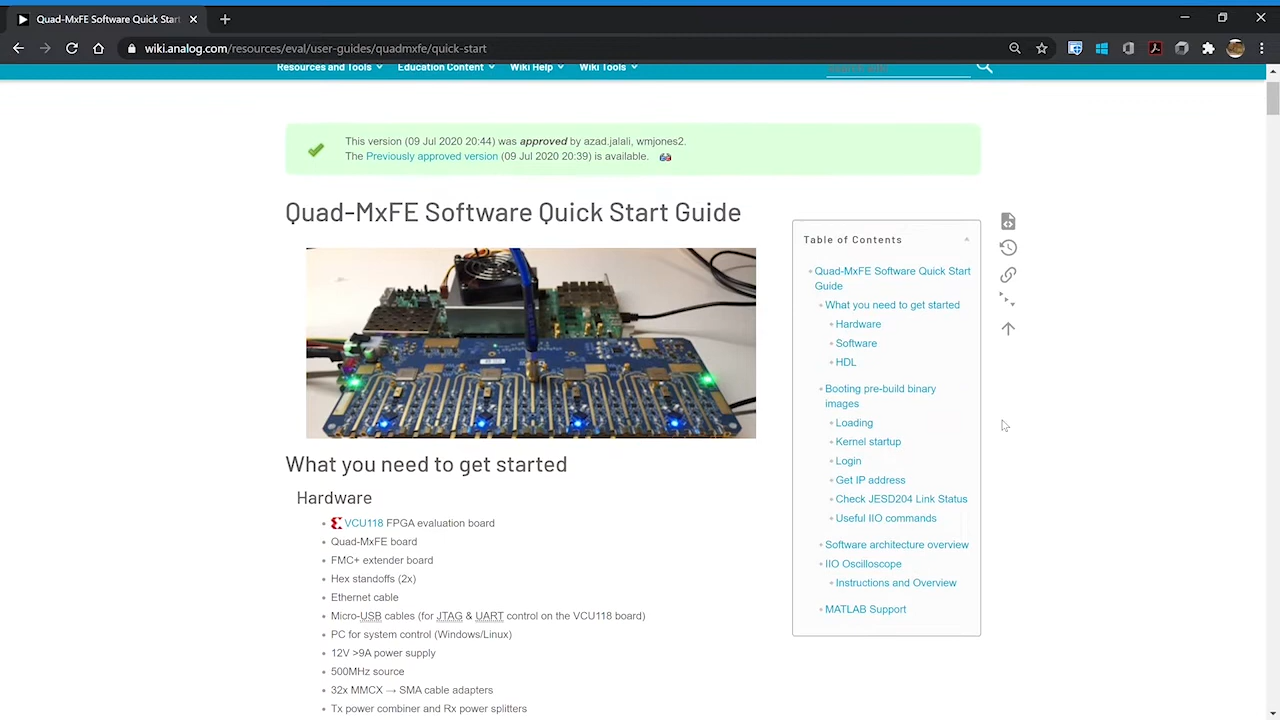 Quad-MxFE Software Quick Start
wiki.analog.com/resources/eval/user-guides/quadmxfe/quick-start
Resources and Tools Education Content Wiki Help Wiki Tools
This version (09 Jul 2020 20:44) was approved by azad.jalali, wmjones2.
The Previously approved version (09 Jul 2020 20:39) is available.
Quad-MxFE Software Quick Start Guide
Table of Contents
Quad-MxFE Software Quick Start
Guide
What you need to get started
Hardware
Software
HDL
Booting pre-build binary
images
Loading
Kernel startup
Login
Get IP address
Check JESD204 Link Status
Useful IIO commands
Software architecture overview
IIO Oscilloscope
Instructions and Overview
MATLAB Support
What you need to get started
Hardware
VCU118 FPGA evaluation board
Quad-MxFE board
FMC+ extender board
Hex standoffs (2x)
Ethernet cable
Micro-USB cables (for JTAG & UART control on the VCU118 board)
PC for system control (Windows/Linux)
12V >9A power supply
500MHz source
32x MMCX → SMA cable adapters
Tx power combiner and Rx power splitters